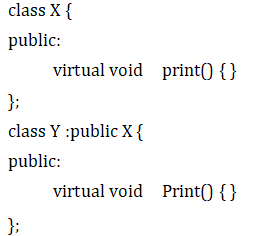 class X {
public:
virtual void print() { }
};
class Y :public X {
public:
virtual void Print() { }
};